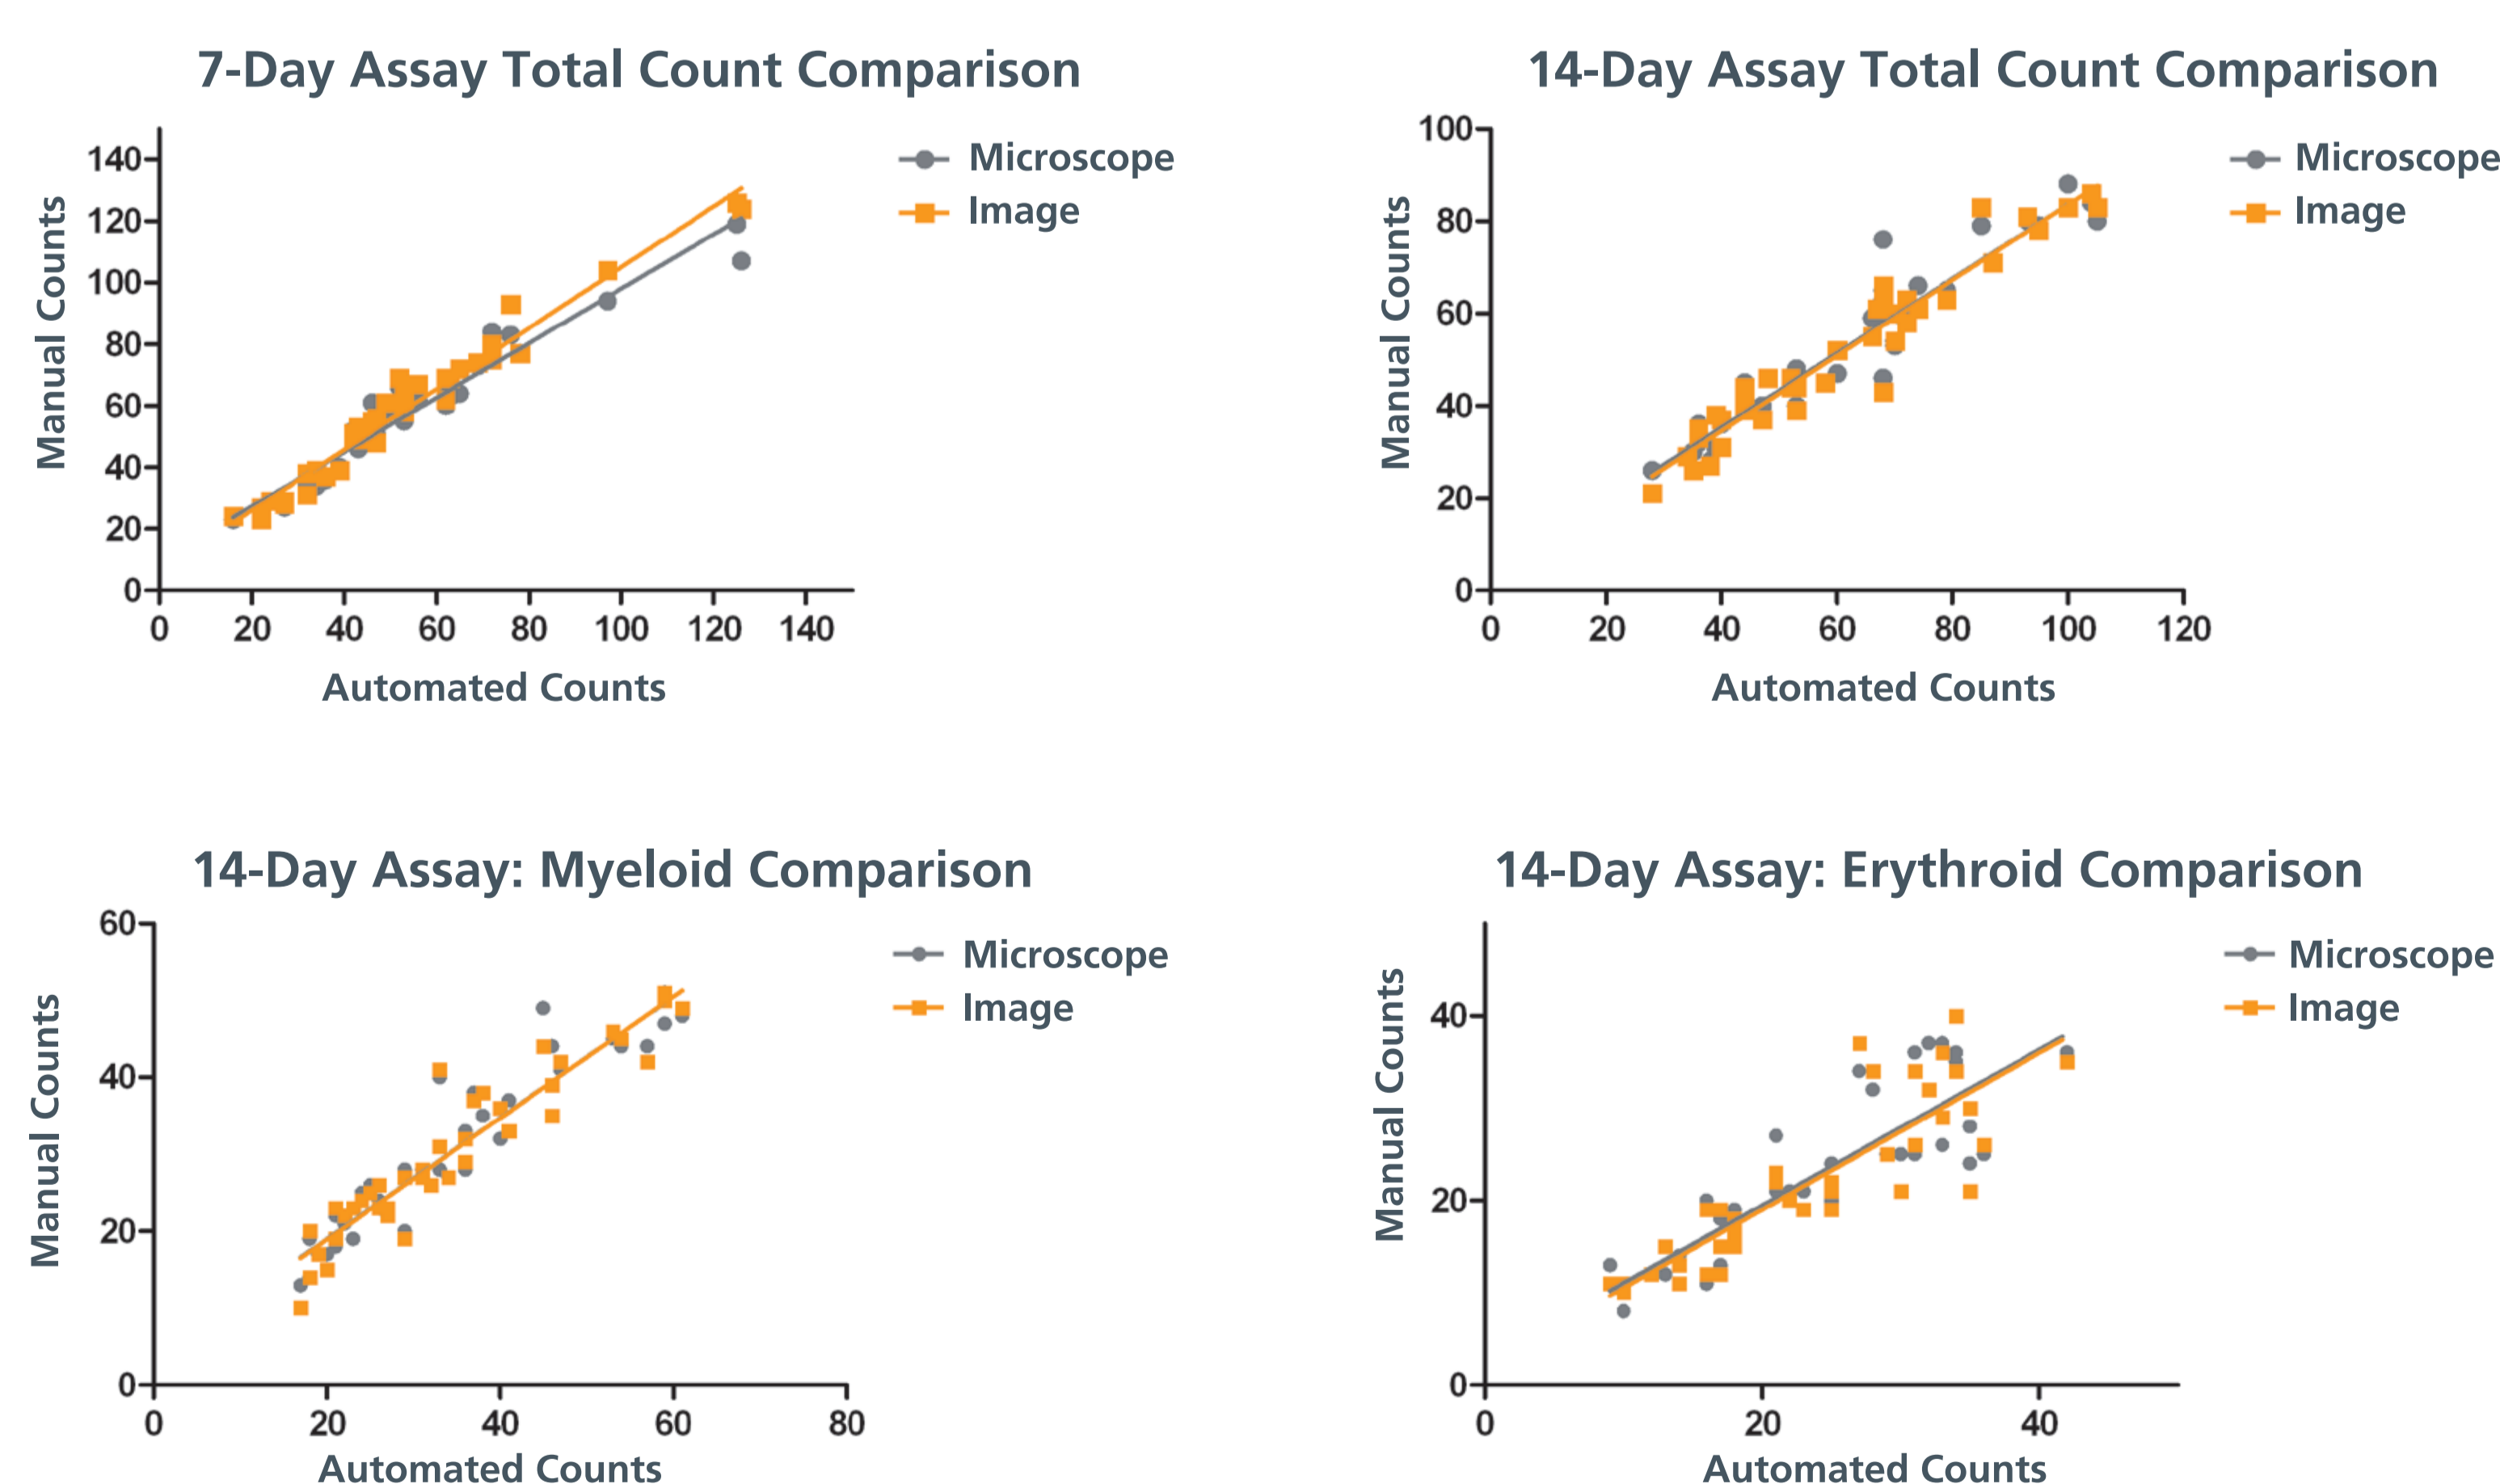 7-Day Assay Total Count Comparison
Manual Counts
140
120
100
80
60
40
20
0
0 20 40 60 80 100 120 140
Automated Counts
Microscope
Image
14-Day Assay Total Count Comparison
Manual Counts
100
80
60
40
20
0
0 20 40 60 80 100 120
Automated Counts
Microscope
Image
14-Day Assay: Myeloid Comparison
Manual Counts
60
40
20
0
0 20 40 60 80
Automated Counts
Microscope
Image
14-Day Assay: Erythroid Comparison
Manual Counts
40
20
0
0 20 40
Automated Counts
Microscope
Image